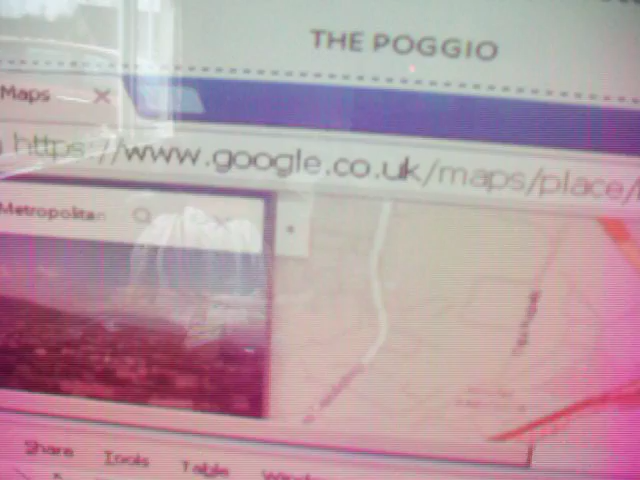 THE POGGIO
Maps
https://www.google.co.uk/maps/place/
Metropolitan
Share Tools Table